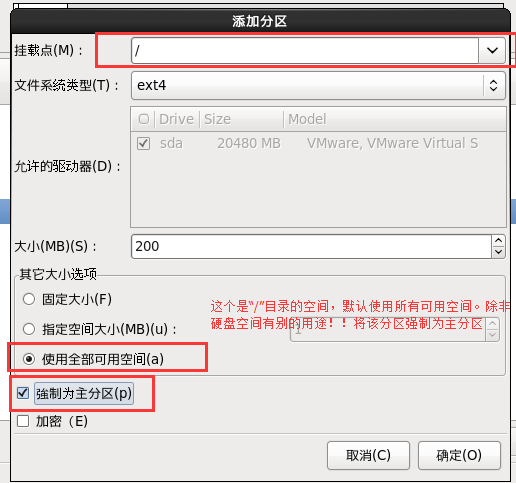 添加分区
挂载点(M)：
/
文件系统类型(T)：
ext4
允许的驱动器(D)：
Drive Size Model
sda 20480 MB VMware, VMware Virtual S
大小(MB)(S)：
200
其它大小选项
固定大小(F)
指定空间大小(MB)(u)：
1
使用全部可用空间(a)
这个是“/”目录的空间，默认使用所有可用空间。除非
硬盘空间有别的用途！！将该分区强制为主分区
強制为主分区(p)
加密（E)
取消(C)
确定(O)